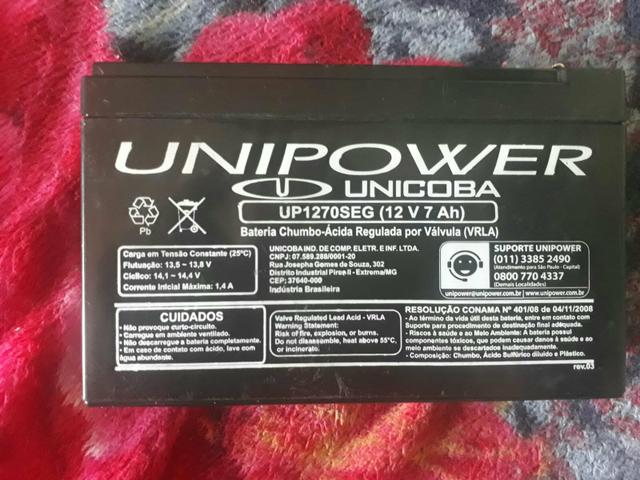 UNIPOWER
UNICOBA
Pb
UP1270SEG (12 V 7 Ah)
Bateria Chumbo-Ácida Regulada por Válvula (VRLA)
Carga em Tensão Constante (25ºC)
Flutuação: 13,5 ~ 13,8 V
Cíclico: 14,1 ~ 14,4 V
Corrente Inicial Máxima: 1,4 A
UNICOBA IND. DE COMP. ELETR. E INF. LTDA.
CNPJ: 07.589.288/0001-20
Rua Josepha Gomes de Souza, 302
Distrito Industrial Pires II - Extrema/MG
CEP: 37640-000
Indústria Brasileira
SUPORTE UNIPOWER
(011) 3385 2490
(Atendimento para São Paulo - Capital)
0800 770 4337
(Demais Localidades)
unipower@unipower.com.br
www.unipower.com.br
CUIDADOS
• Não provoque curto-circuito.
• Carregue em ambiente ventilado.
• Não descarregue a bateria completamente.
• Em caso de contato com ácido, lave com
água abundante.
Valve Regulated Lead Acid - VRLA
Warning Statement:
Risk of fire, explosion, or burns.
Do not disassemble, heat above 55°C,
or incinerate.
RESOLUÇÃO CONAMA Nº 401/08 de 04/11/2008
- Ao término da vida útil desta bateria, entre em contato com
Suporte para procedimento de destinação final adequada.
- Riscos à Saúde e ao Meio Ambiente: A bateria possui
componentes tóxicos, que podem causar danos à saúde e ao
meio ambiente se descartados inadequadamente.
- Composição: Chumbo, Ácido Sulfúrico diluído e Plástico.
rev.03